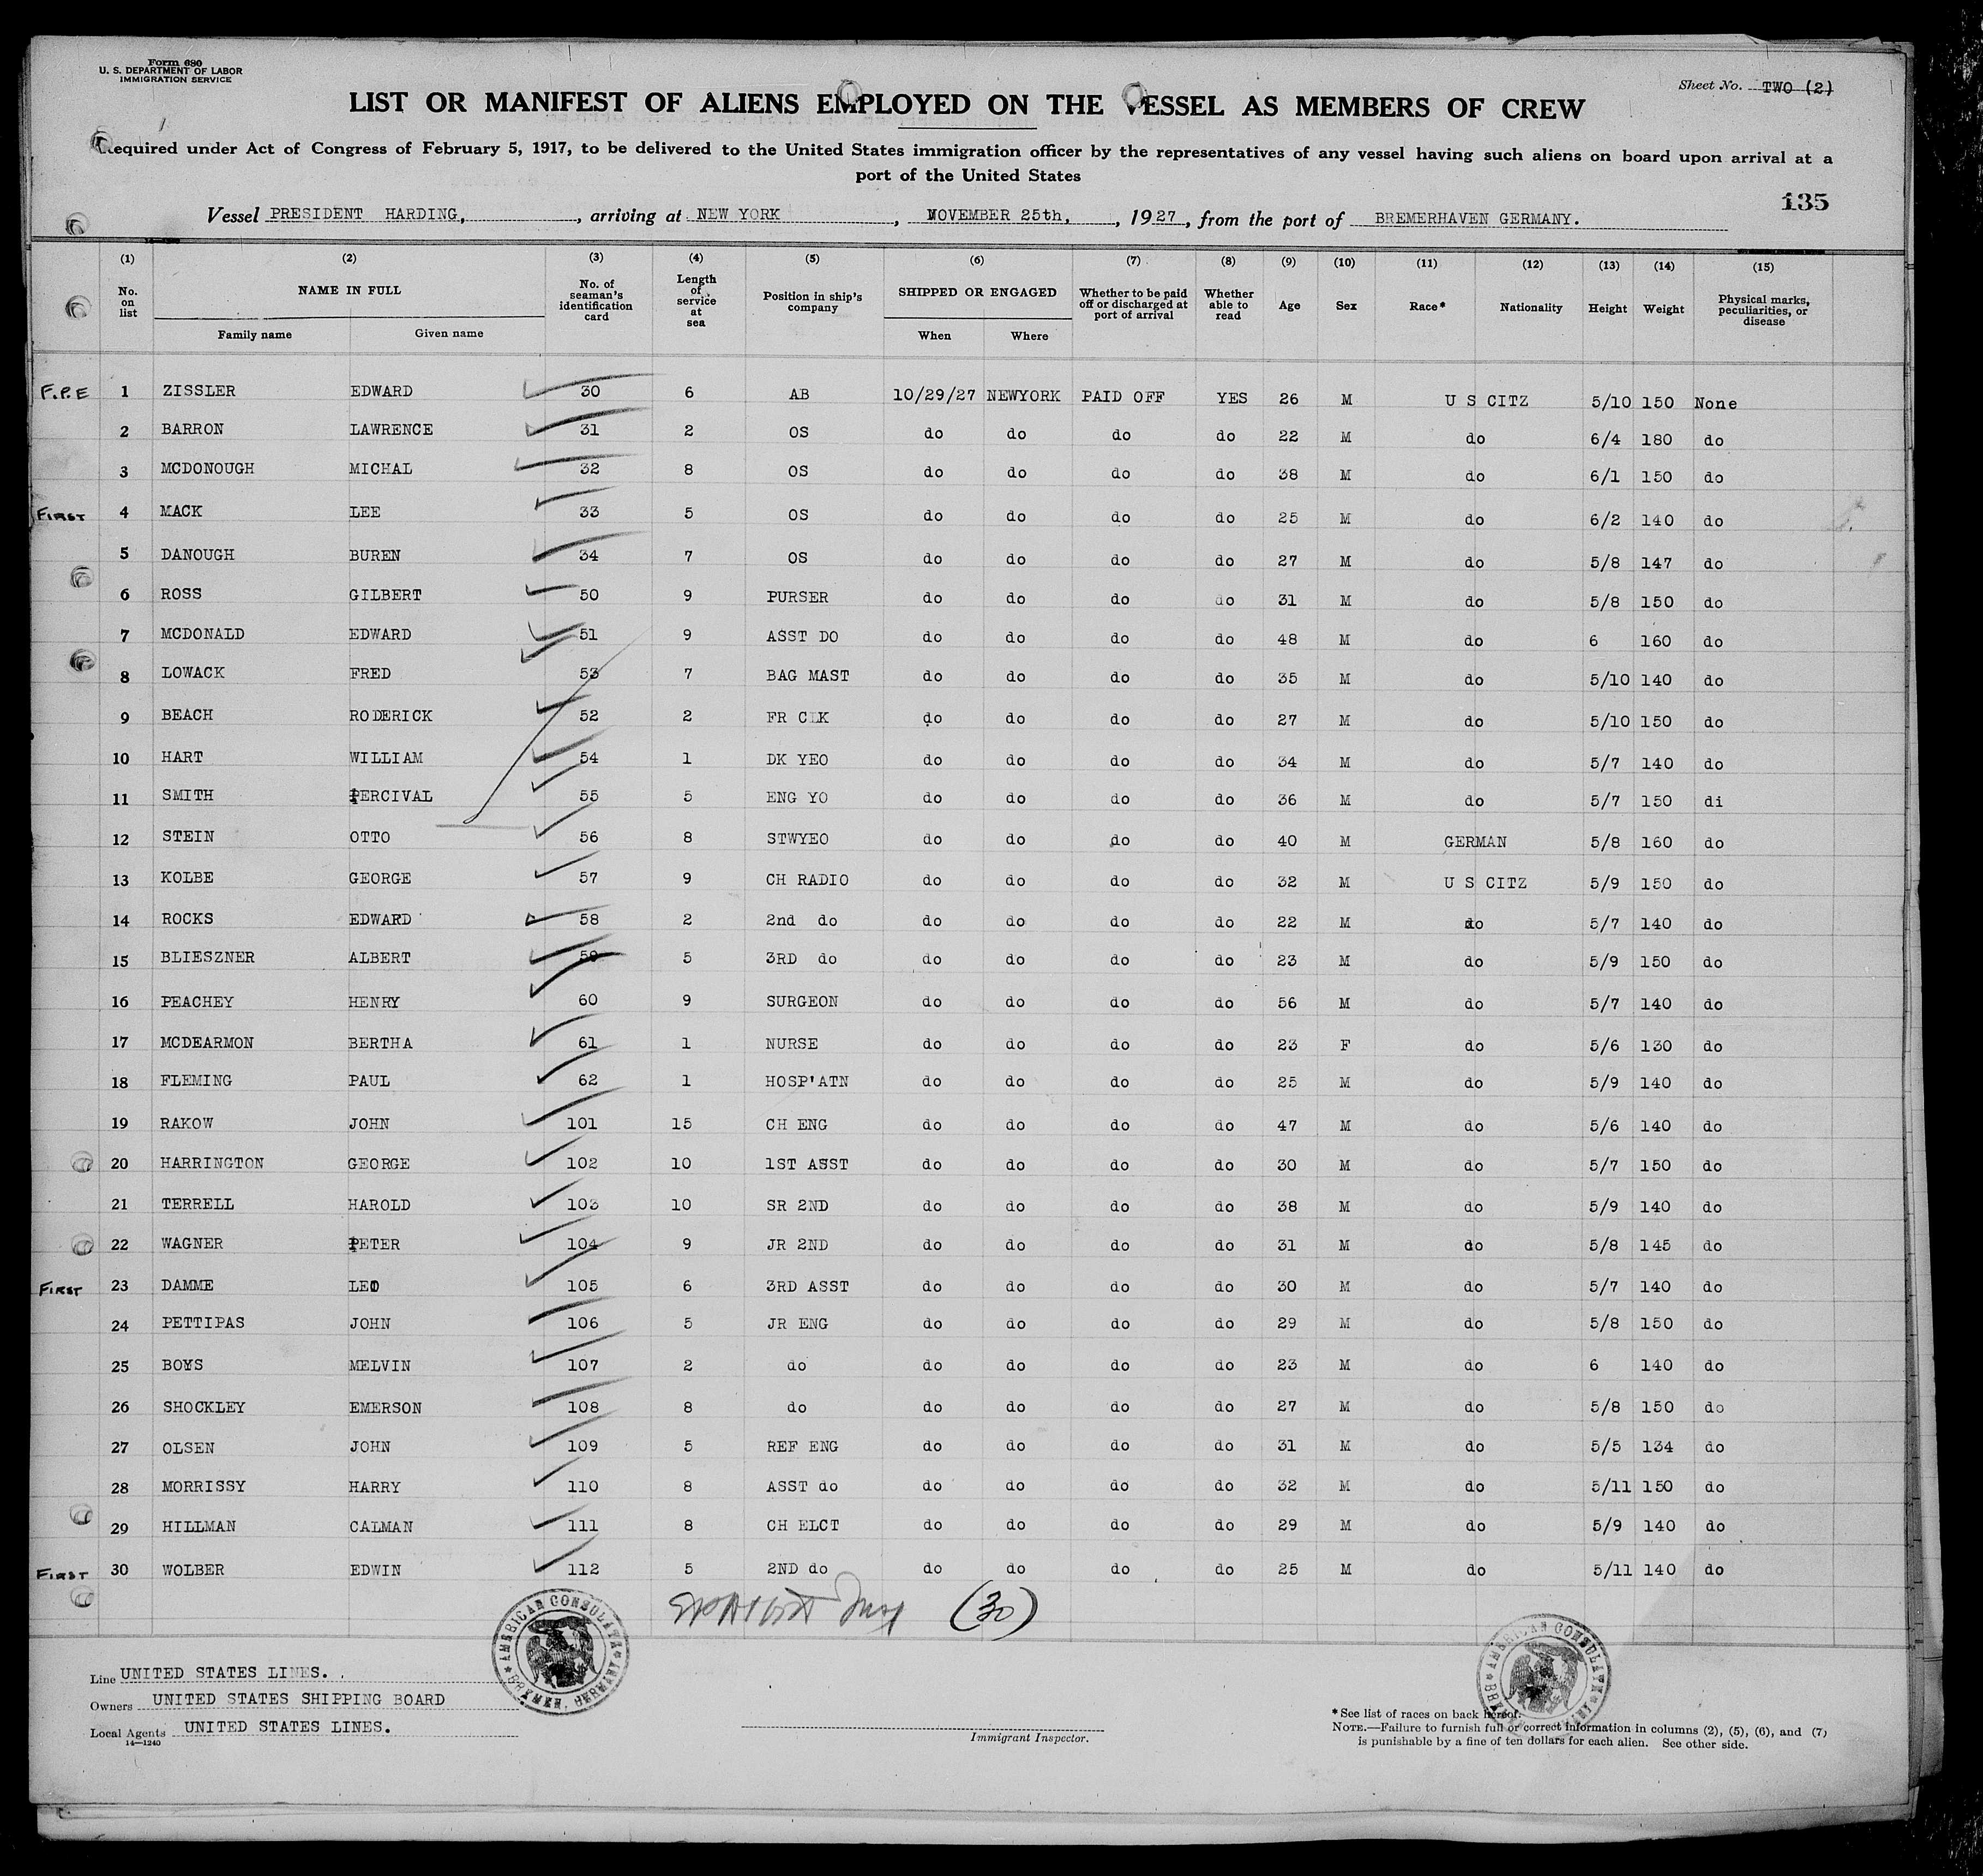 Form 680
U. S. DEPARTMENT OF LABOR
IMMIGRATION SERVICE
Sheet No. TWO (2)
LIST OR MANIFEST OF ALIENS EMPLOYED ON THE VESSEL AS MEMBERS OF CREW
Required under Act of Congress of February 5, 1917, to be delivered to the United States immigration officer by the representatives of any vessel having such aliens on board upon arrival at a
port of the United States
135
Vessel PRESIDENT HARDING, , arriving at NEW YORK , NOVEMBER 25th, , 1927, from the port of BREMERHAVEN GERMANY.
(1) (2) (3) (4) (5) (6) (7) (8) (9) (10) (11) (12) (13) (14) (15)
No. on list NAME IN FULL Family name Given name No. of seaman's identification card Length of service at sea Position in ship's company SHIPPED OR ENGAGED When Where Whether to be paid off or discharged at port of arrival Whether able to read Age Sex Race* Nationality Height Weight Physical marks, peculiarities, or disease
F.P.E 1 ZISSLER EDWARD 30 6 AB 10/29/27 NEWYORK PAID OFF YES 26 M U S CITZ 5/10 150 None
2 BARRON LAWRENCE 31 2 OS do do do do 22 M do 6/4 180 do
3 MCDONOUGH MICHAL 32 8 OS do do do do 38 M do 6/1 150 do
FIRST 4 MACK LEE 33 5 OS do do do do 25 M do 6/2 140 do
5 DANOUGH BUREN 34 7 OS do do do do 27 M do 5/8 147 do
6 ROSS GILBERT 50 9 PURSER do do do do 31 M do 5/8 150 do
7 MCDONALD EDWARD 51 9 ASST DO do do do do 48 M do 6 160 do
8 LOWACK FRED 53 7 BAG MAST do do do do 35 M do 5/10 140 do
9 BEACH RODERICK 52 2 FR CLK do do do do 27 M do 5/10 150 do
10 HART WILLIAM 54 1 DK YEO do do do do 34 M do 5/7 140 do
11 SMITH PERCIVAL 55 5 ENG YO do do do do 36 M do 5/7 150 di
12 STEIN OTTO 56 8 STWYEO do do do do 40 M GERMAN 5/8 160 do
13 KOLBE GEORGE 57 9 CH RADIO do do do do 32 M U S CITZ 5/9 150 do
14 ROCKS EDWARD 58 2 2nd do do do do do 22 M do 5/7 140 do
15 BLIESZNER ALBERT 59 5 3RD do do do do do 23 M do 5/9 150 do
16 PEACHEY HENRY 60 9 SURGEON do do do do 56 M do 5/7 140 do
17 MCDEARMON BERTHA 61 1 NURSE do do do do 23 F do 5/6 130 do
18 FLEMING PAUL 62 1 HOSP'ATN do do do do 25 M do 5/9 140 do
19 RAKOW JOHN 101 15 CH ENG do do do do 47 M do 5/6 140 do
20 HARRINGTON GEORGE 102 10 1ST ASST do do do do 30 M do 5/7 150 do
21 TERRELL HAROLD 103 10 SR 2ND do do do do 38 M do 5/9 140 do
22 WAGNER PETER 104 9 JR 2ND do do do do 31 M do 5/8 145 do
FIRST 23 DAMME LEO 105 6 3RD ASST do do do do 30 M do 5/7 140 do
24 PETTIPAS JOHN 106 5 JR ENG do do do do 29 M do 5/8 150 do
25 BOYS MELVIN 107 2 do do do do do 23 M do 6 140 do
26 SHOCKLEY EMERSON 108 8 do do do do do 27 M do 5/8 150 do
27 OLSEN JOHN 109 5 REF ENG do do do do 31 M do 5/5 134 do
28 MORRISSY HARRY 110 8 ASST do do do do do 32 M do 5/11 150 do
29 HILLMAN CALMAN 111 8 CH ELCT do do do do 29 M do 5/9 140 do
FIRST 30 WOLBER EDWIN 112 5 2ND do do do do do 25 M do 5/11 140 do
(30)
AMERICAN CONSULATE BREMEN, GERMANY
AMERICAN CONSULATE
Line UNITED STATES LINES.
Owners UNITED STATES SHIPPING BOARD
Local Agents UNITED STATES LINES.
14—1240
Immigrant Inspector.
*See list of races on back hereof.
NOTE.—Failure to furnish full or correct information in columns (2), (5), (6), and (7)
is punishable by a fine of ten dollars for each alien. See other side.